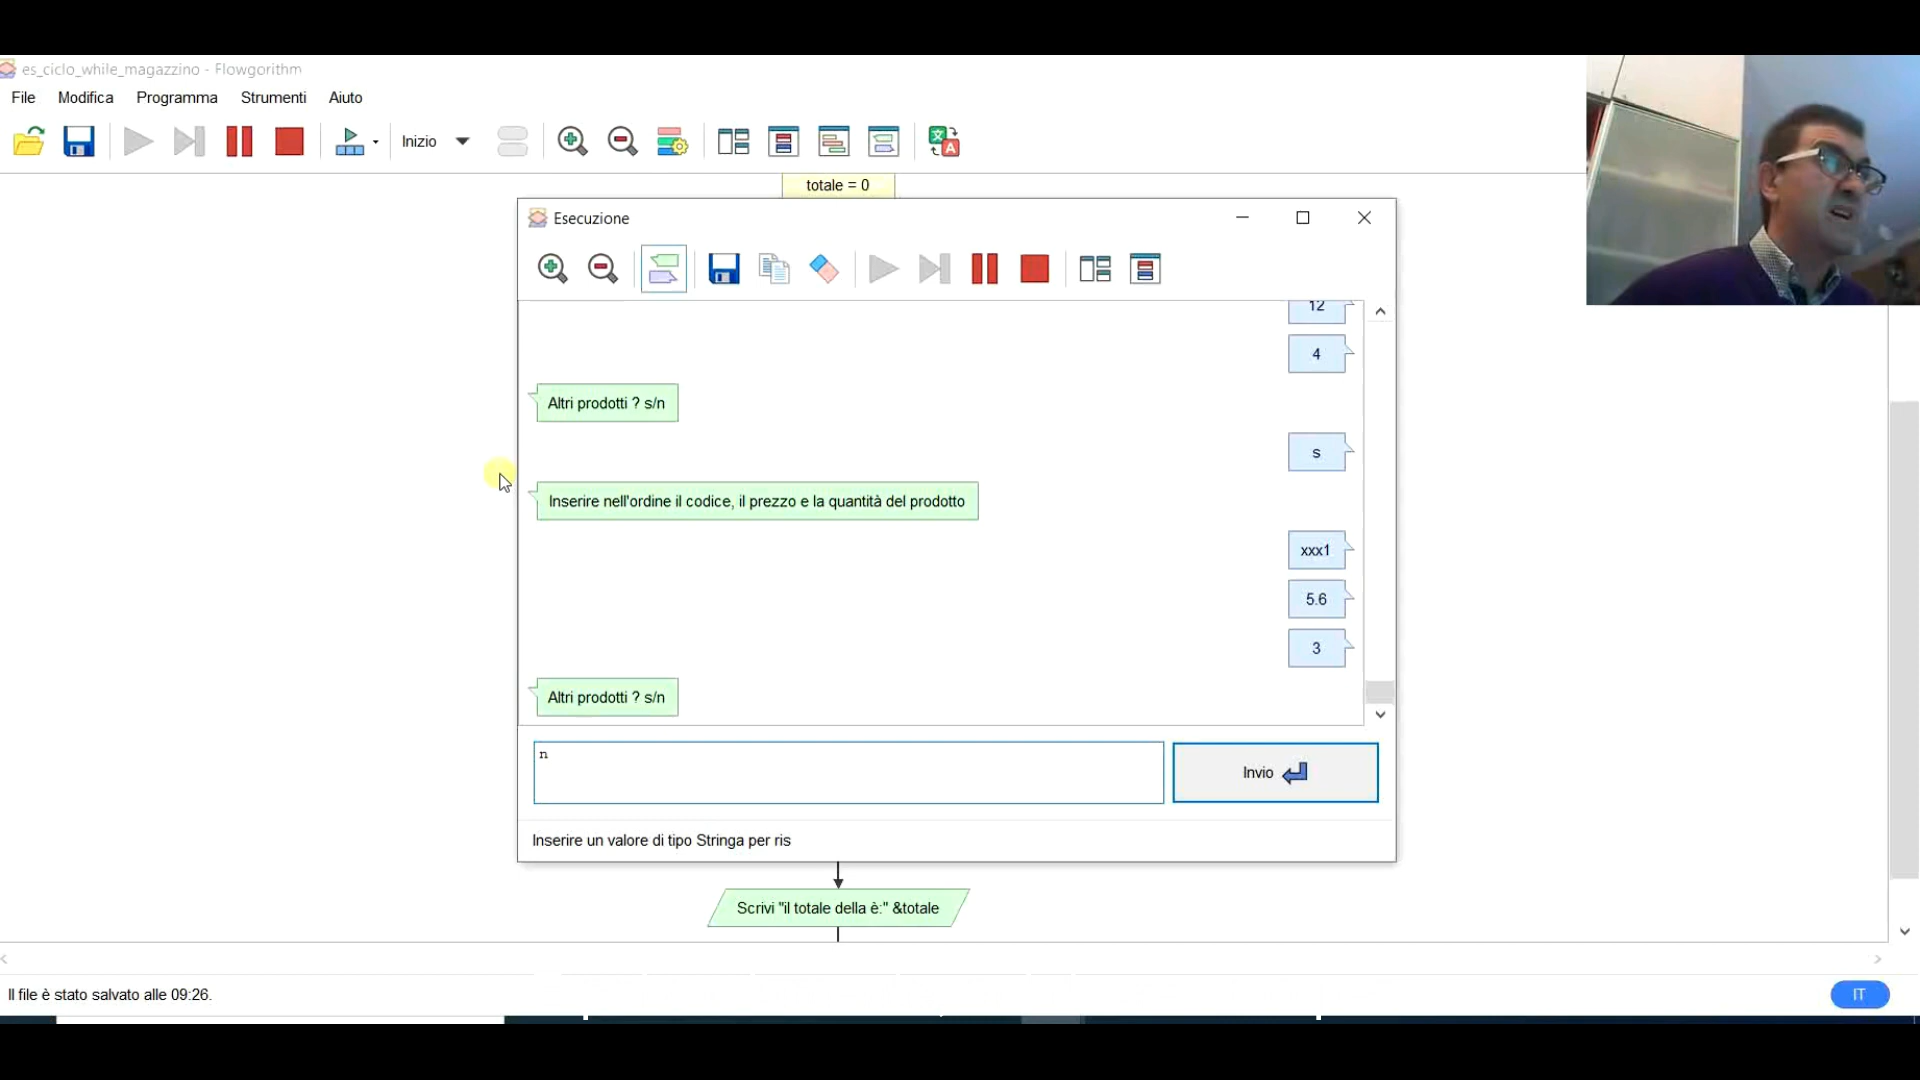 es_ciclo_while_magazzino - Flowgorithm
File Modifica Programma Strumenti Aiuto
Inizio
totale = 0
Esecuzione
12
4
Altri prodotti ? s/n
s
Inserire nell'ordine il codice, il prezzo e la quantità del prodotto
xxx1
5.6
3
Altri prodotti ? s/n
n
Invio
Inserire un valore di tipo Stringa per ris
Scrivi "il totale della è:" &totale
Il file è stato salvato alle 09:26.
IT